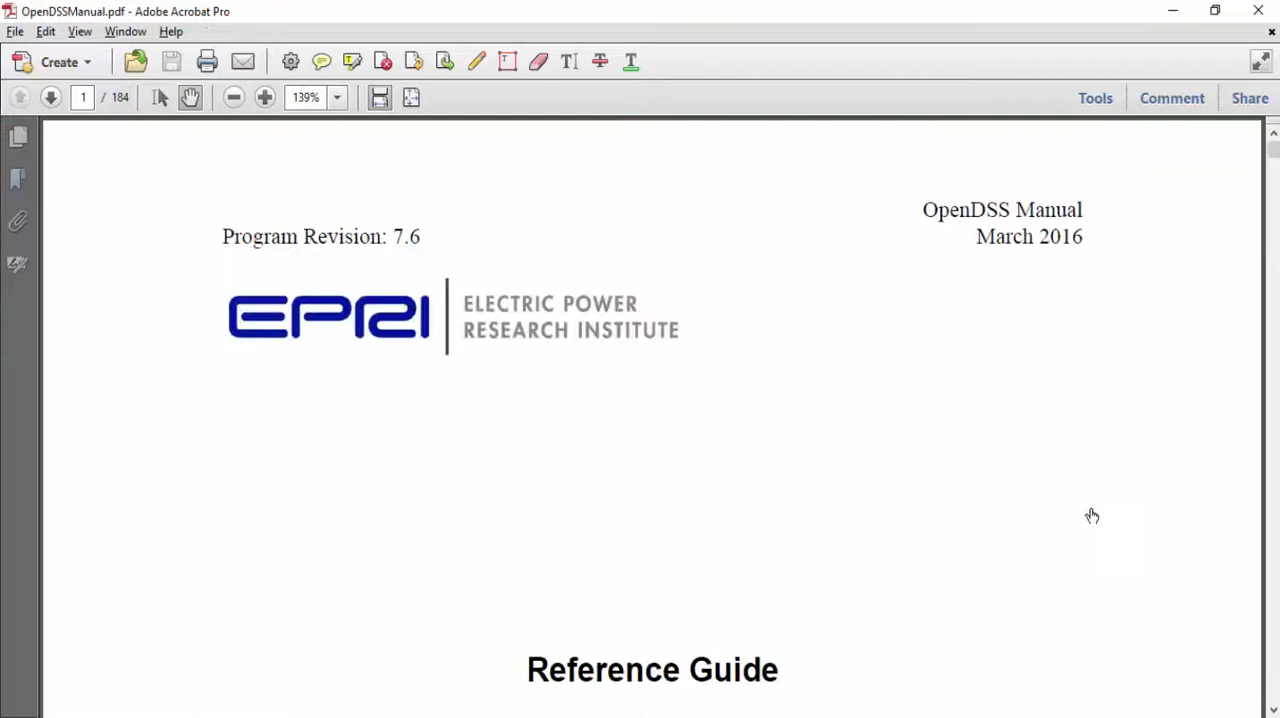 OpenDSSManual.pdf - Adobe Acrobat Pro
File Edit View Window Help
Create
1 / 184 139% Tools Comment Share
OpenDSS Manual
Program Revision: 7.6 March 2016
EPRI ELECTRIC POWER
RESEARCH INSTITUTE
Reference Guide